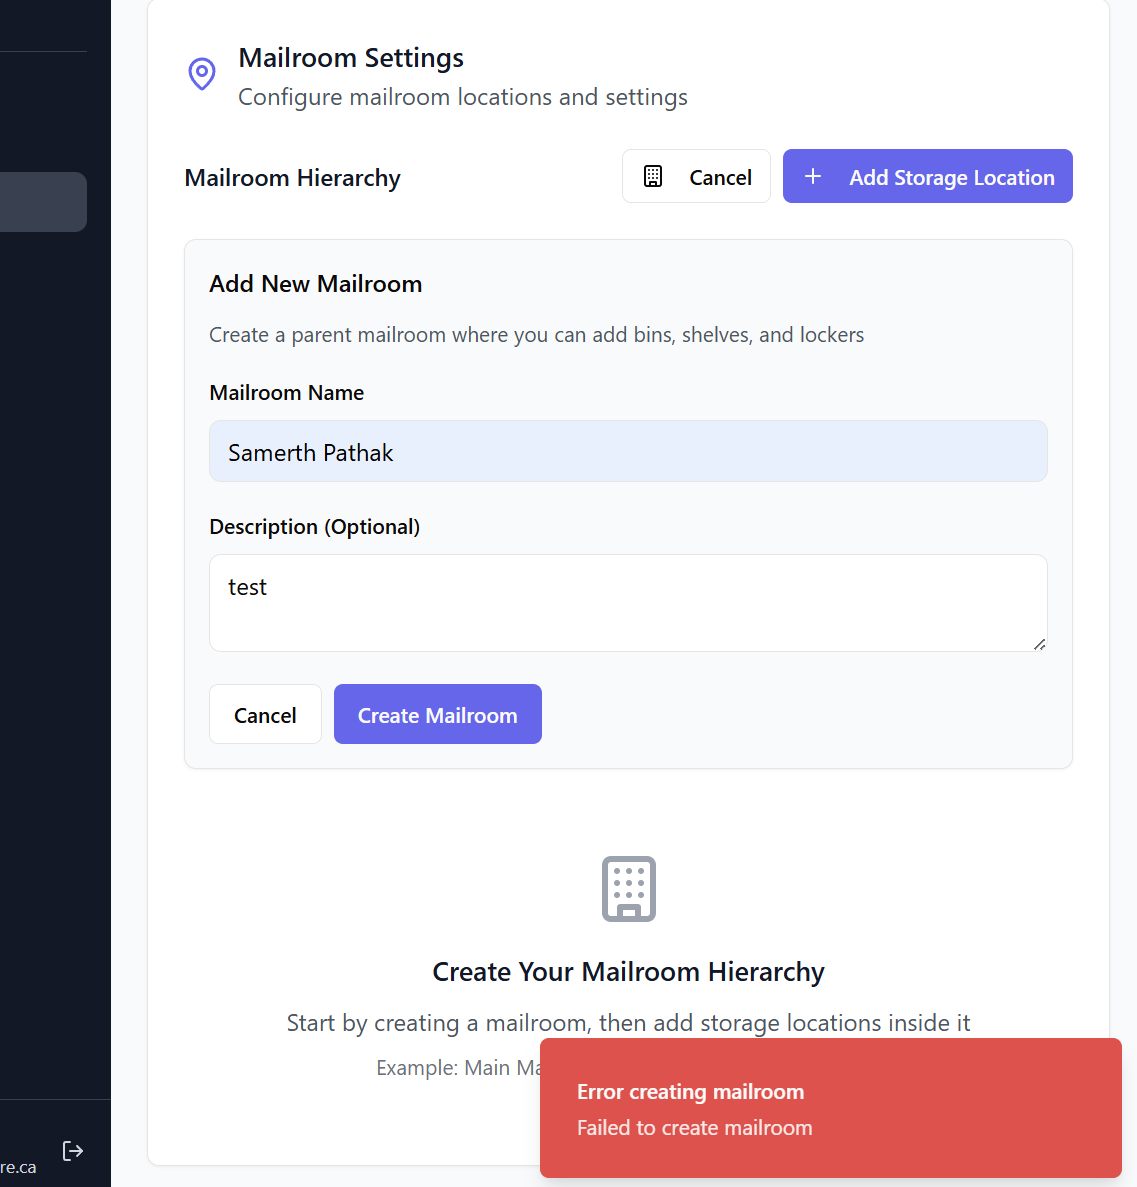 Mailroom Settings
Configure mailroom locations and settings
Mailroom Hierarchy
Cancel
Add Storage Location
Add New Mailroom
Create a parent mailroom where you can add bins, shelves, and lockers
Mailroom Name
Samerth Pathak
Description (Optional)
test
Cancel
Create Mailroom
Create Your Mailroom Hierarchy
Start by creating a mailroom, then add storage locations inside it
Example: Main
Error creating mailroom
Failed to create mailroom
re.ca